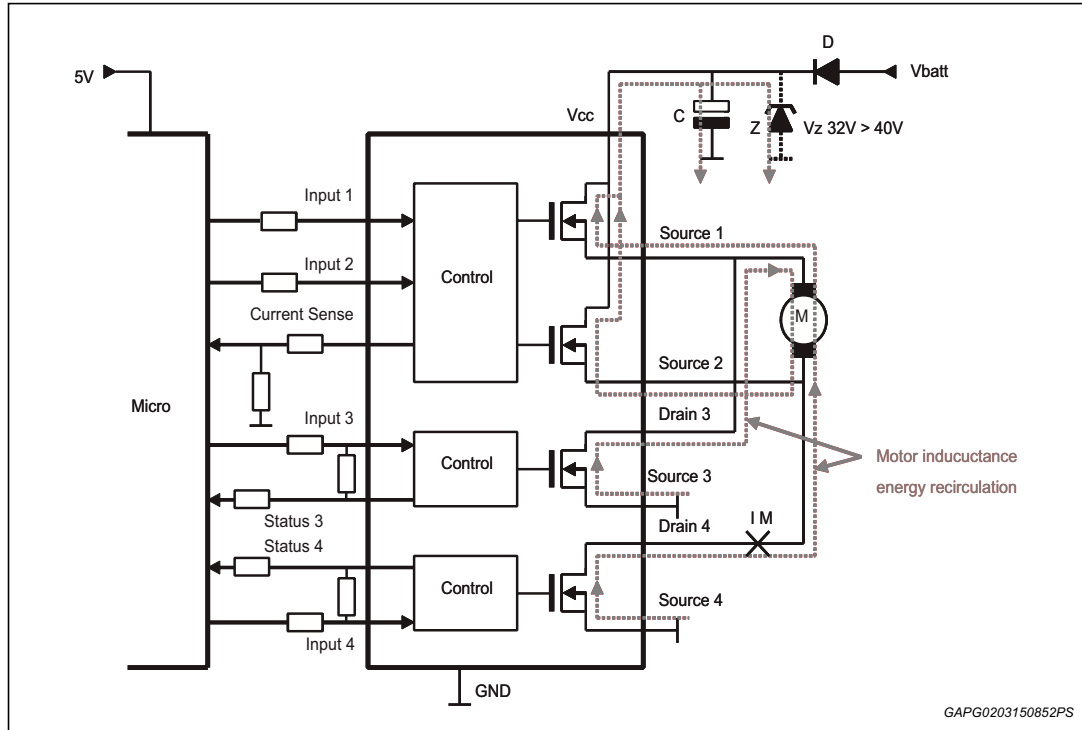 D
5V
Vbatt
Vcc
C
Z
Vz 32V > 40V
Input 1
Source 1
Input 2
Control
M
Current Sense
Source 2
Micro
Drain 3
Input 3
Control
Source 3
Motor inducuctance
energy recirculation
Status 3
Drain 4
I M
Status 4
Control
Source 4
Input 4
GND
GAPG0203150852PS